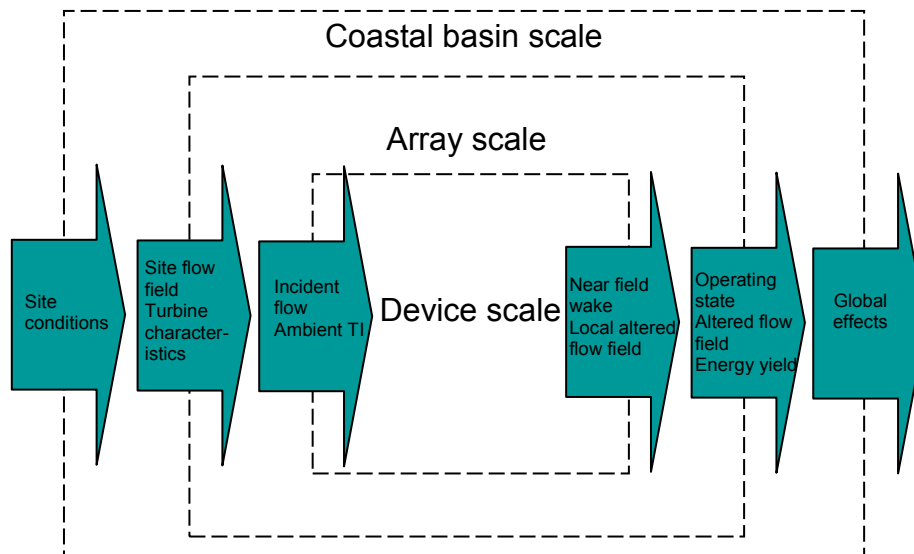 Coastal basin scale
Array scale
Site
conditions
Site flow
field
Turbine
character-
istics
Incident
flow
Ambient TI
Device scale
Near field
wake
Local altered
flow field
Operating
state
Altered flow
field
Energy yield
Global
effects